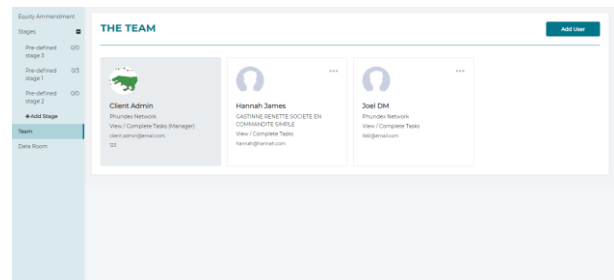 Equity Ammendment
Stages
Pre-defined stage 3
0/0
Pre-defined stage 1
0/3
Pre-defined stage 2
0/0
+Add Stage
Team
Data Room
THE TEAM
Add User
Client Admin
Phundex Network
View / Complete Tasks (Manager)
client.admin@email.com
123
Hannah James
GASTINNE RENETTE SOCIETE EN
COMMANDITE SIMPLE
View / Complete Tasks
hannah@hannah.com
Joel DM
Phundex Network
View / Complete Tasks